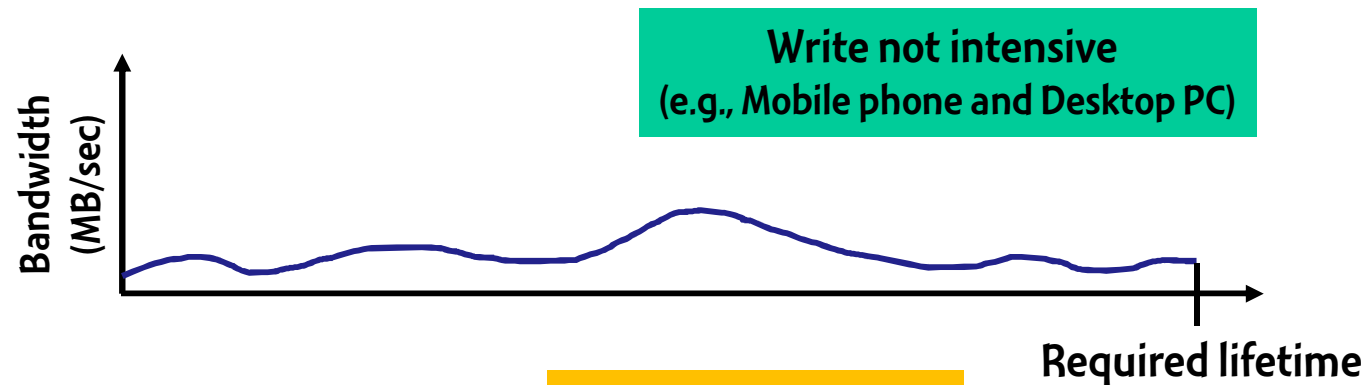 Write not intensive
(e.g., Mobile phone and Desktop PC)
Bandwidth
(MB/sec)
Required lifetime